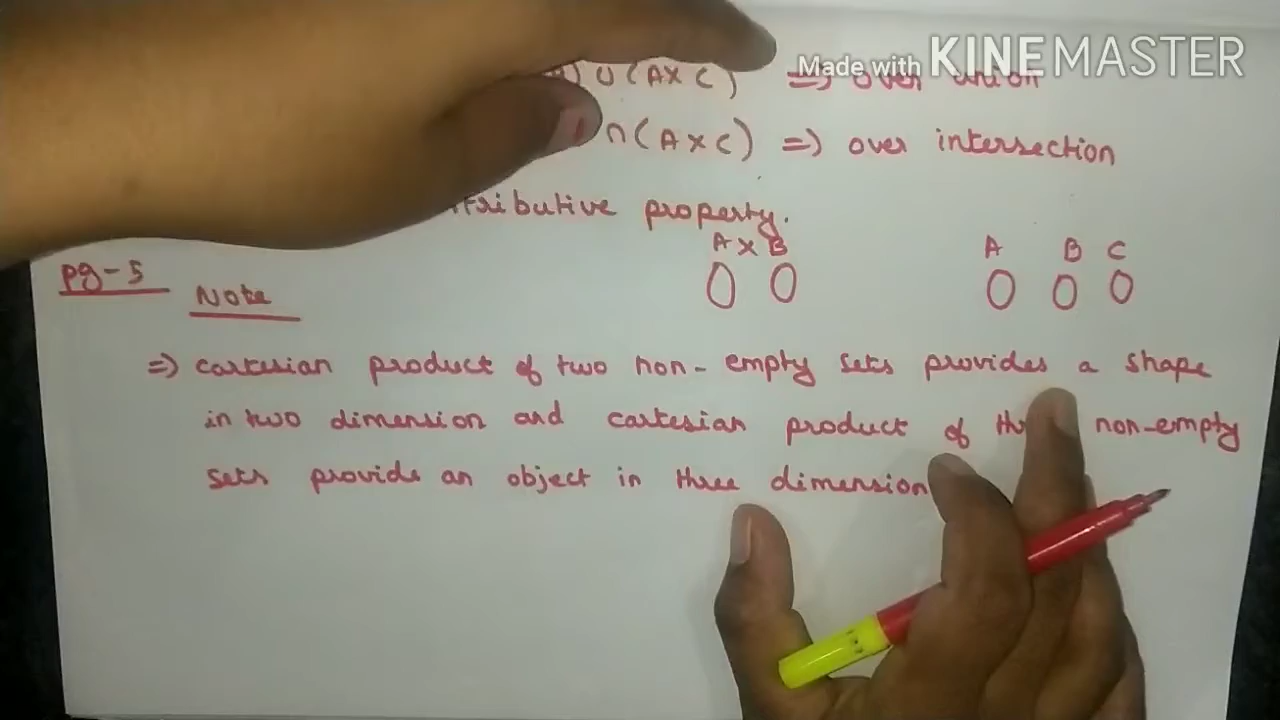 Made with KINEMASTER
∪(A×C) => over union
∩(A×C) => over intersection
tributive property.
A × B A B C
pg-5
Note
=> cartesian product of two non-empty sets provides a shape
in two dimension and cartesian product of non-empty
sets provide an object in three dimension